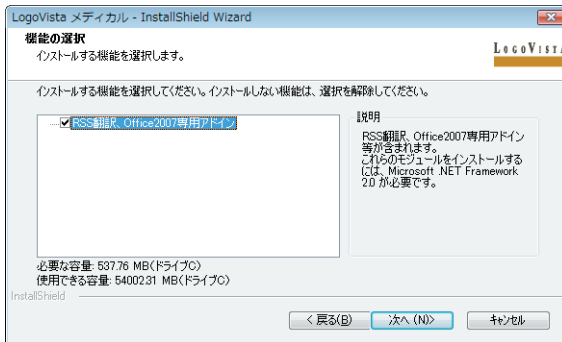 LogoVista メディカル - InstallShield Wizard
機能の選択
インストールする機能を選択します。
LOGOVISTA
インストールする機能を選択してください。インストールしない機能は、選択を解除してください。
RSS翻訳、Office2007専用アドイン
説明
RSS翻訳、Office2007専用アドイン
等が含まれます。
これらのモジュールをインストールする
には、Microsoft .NET Framework
2.0 が必要です。
必要な容量: 537.76 MB(ドライブC)
使用できる容量: 54002.31 MB(ドライブC)
InstallShield
< 戻る(B)
次へ (N)>
キャンセル